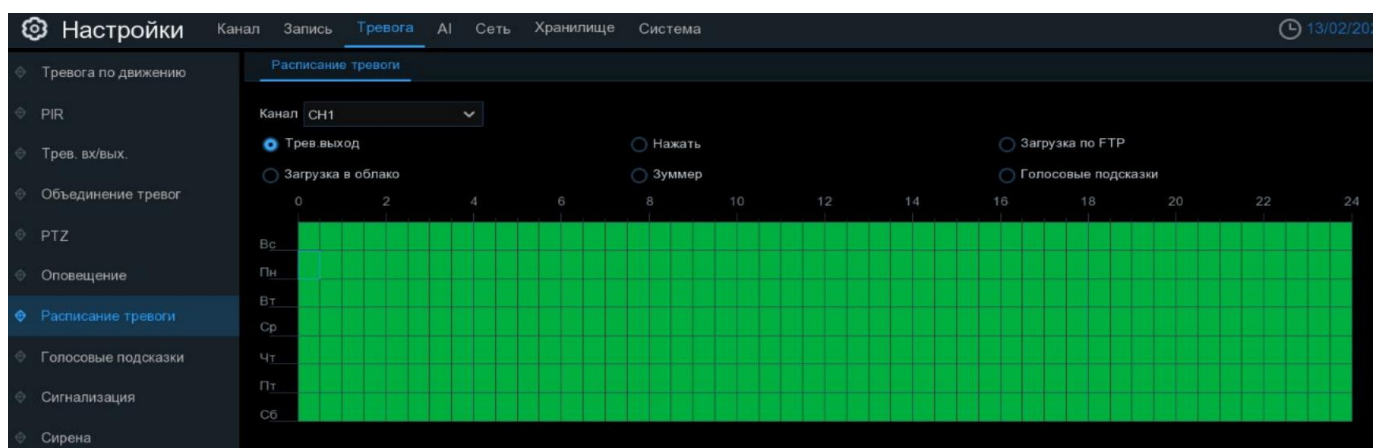 Настройки Канал Запись Тревога AI Сеть Хранилище Система 13/02/202
Тревога по движению
PIR
Трев. вх/вых.
Объединение тревог
PTZ
Оповещение
Расписание тревоги
Голосовые подсказки
Сигнализация
Сирена
Расписание тревоги
Канал CH1
Трев.выход Нажать Загрузка по FTP
Загрузка в облако Зуммер Голосовые подсказки
0 2 4 6 8 10 12 14 16 18 20 22 24
Вс
Пн
Вт
Ср
Чт
Пт
Сб